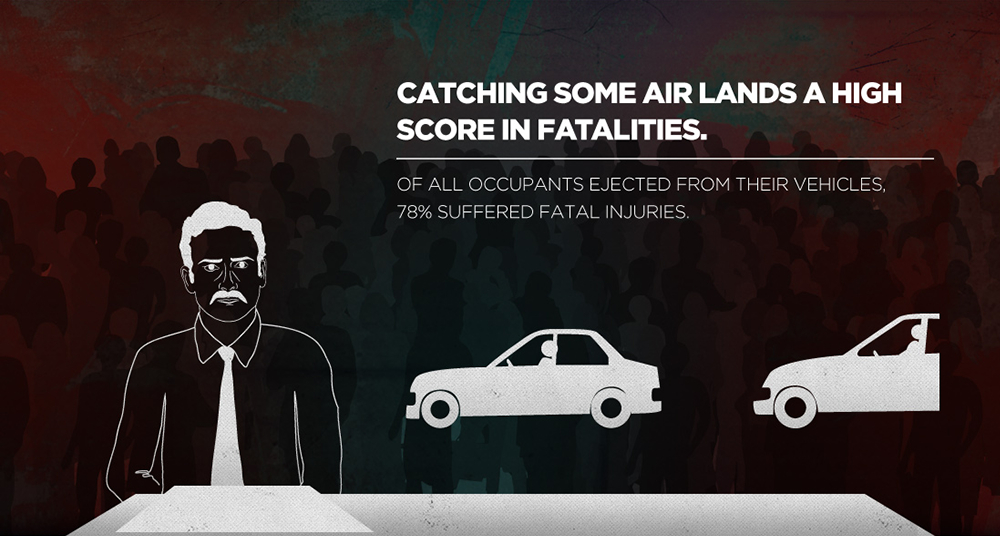 CATCHING SOME AIR LANDS A HIGH
SCORE IN FATALITIES.
OF ALL OCCUPANTS EJECTED FROM THEIR VEHICLES,
78% SUFFERED FATAL INJURIES.